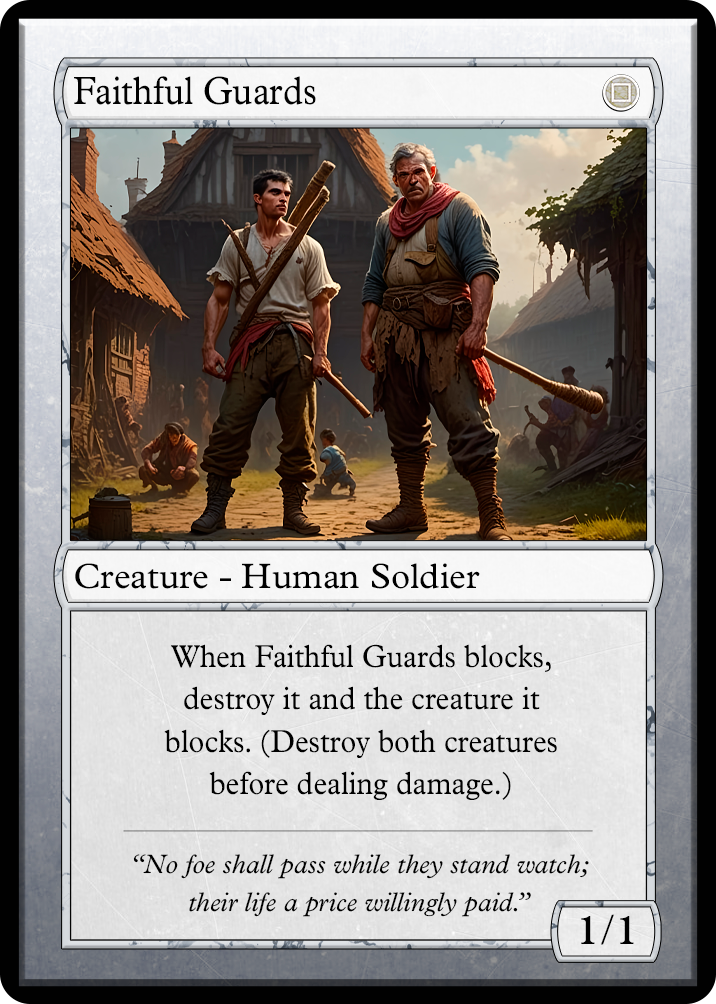 Faithful Guards
Creature - Human Soldier
When Faithful Guards blocks,
destroy it and the creature it
blocks. (Destroy both creatures
before dealing damage.)
“No foe shall pass while they stand watch;
their life a price willingly paid.”
1/1